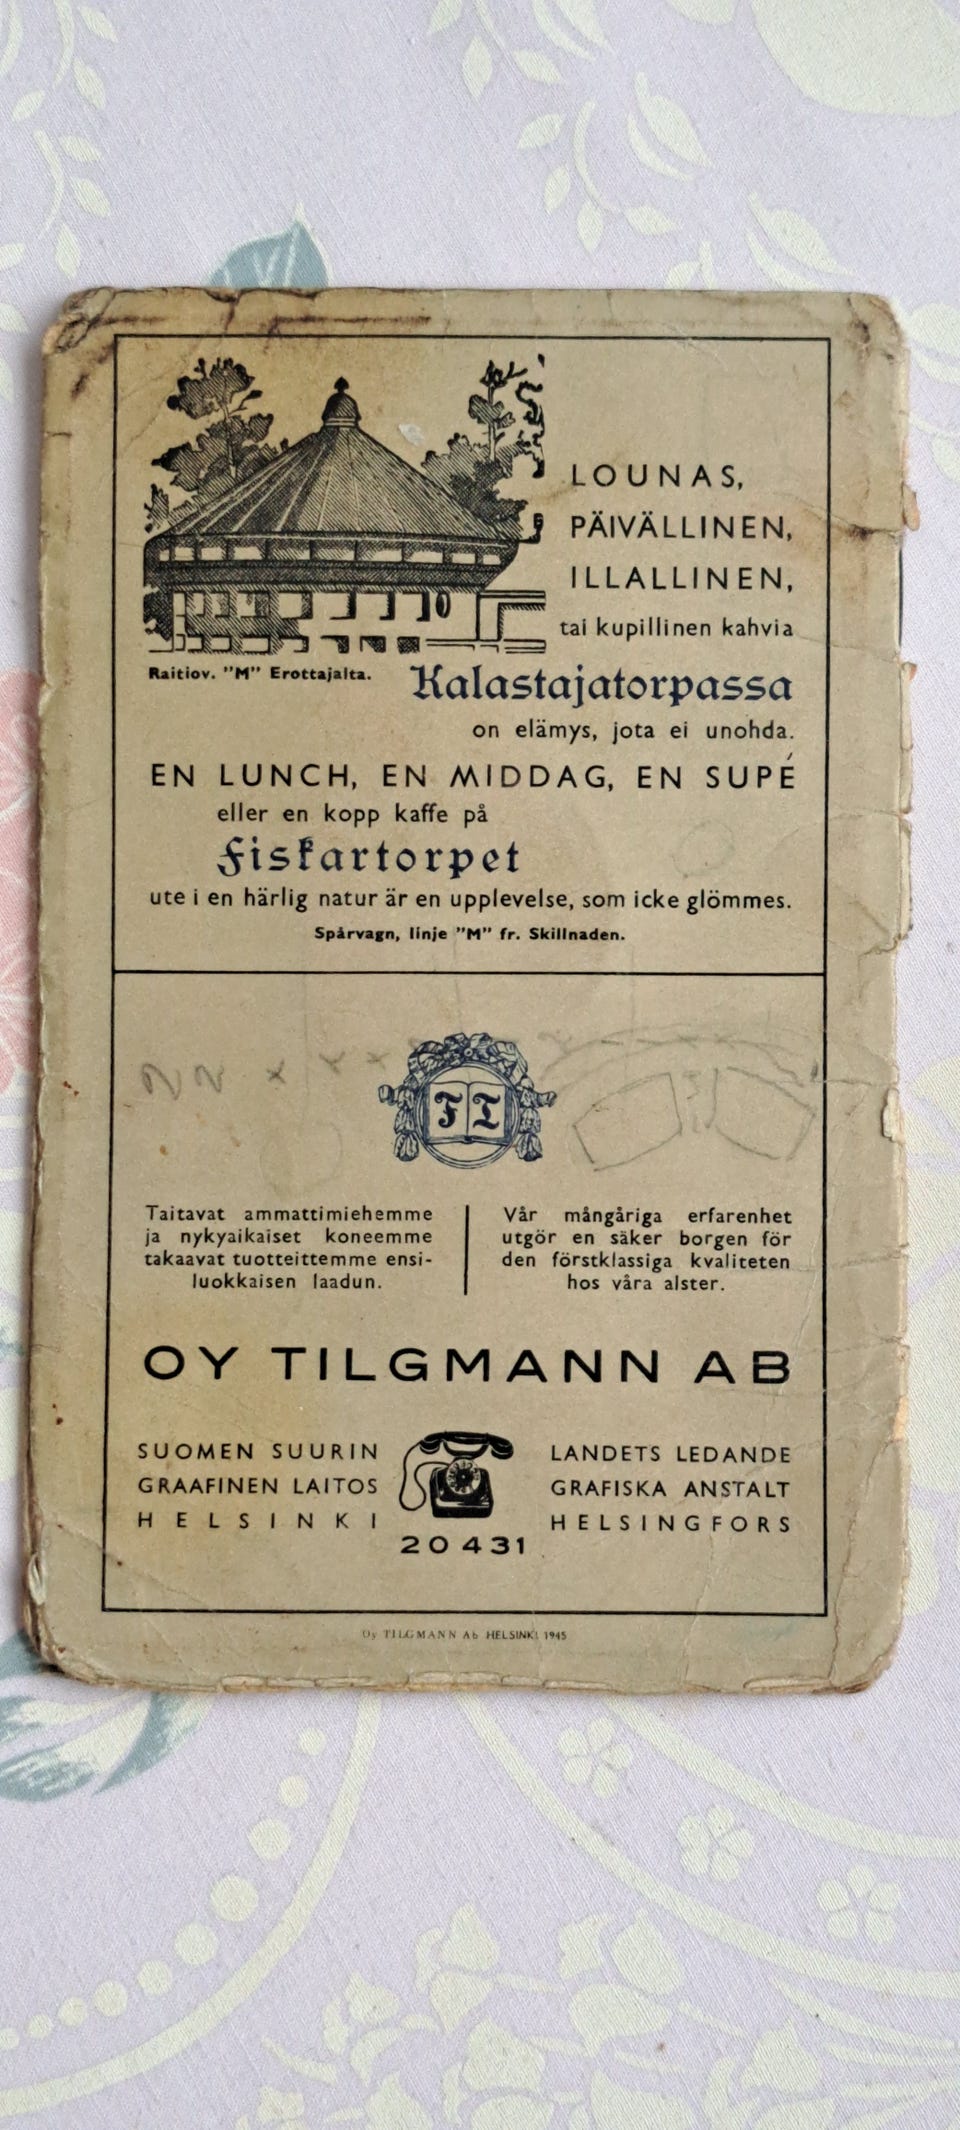 LOUNAS,
PÄIVÄLLINEN,
ILLALLINEN,
tai kupillinen kahvia
Raitiov. "M" Erottajalta.
Kalastajatorpassa
on elämys, jota ei unohda.
EN LUNCH, EN MIDDAG, EN SUPÉ
eller en kopp kaffe på
Fiskartorpet
ute i en härlig natur är en upplevelse, som icke glömmes.
Spårvagn, linje "M" fr. Skillnaden.
F T
Taitavat ammattimiehemme
ja nykyaikaiset koneemme
takaavat tuotteittemme ensi-
luokkaisen laadun.
Vår mångåriga erfarenhet
utgör en säker borgen för
den förstklassiga kvaliteten
hos våra alster.
OY TILGMANN AB
SUOMEN SUURIN
GRAAFINEN LAITOS
HELSINKI
20431
LANDETS LEDANDE
GRAFISKA ANSTALT
HELSINGFORS
Oy TILGMANN Ab HELSINKI 1945